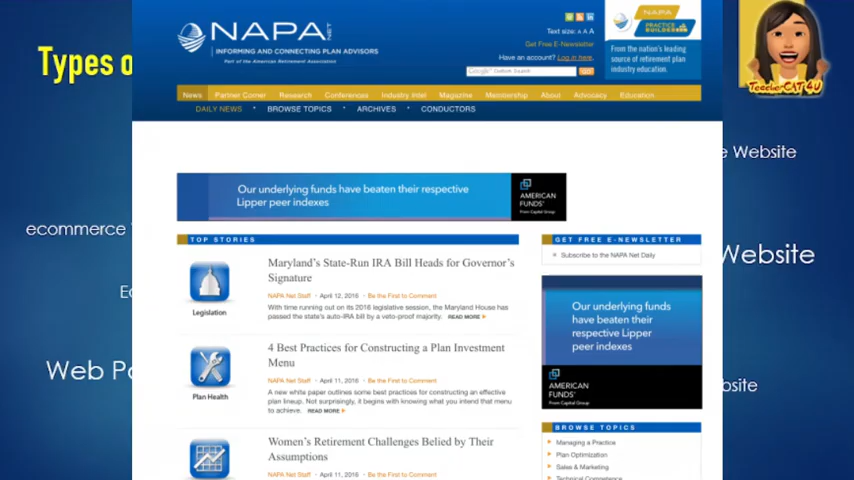 Types o
NAPA NET
INFORMING AND CONNECTING PLAN ADVISORS
Part of the American Retirement Association
Text size: A A A
Get Free E-Newsletter
Have an account? Log in here.
Google Custom Search
NAPA
PRACTICE
BUILDER
From the nation's leading
source of retirement plan
industry education.
TeacherCAT 4U
News Partner Corner Research Conferences Industry Intel Magazine Membership About Advocacy Education
DAILY NEWS • BROWSE TOPICS • ARCHIVES • CONDUCTORS
e Website
Our underlying funds have beaten their respective
Lipper peer indexes
AMERICAN
FUNDS
From Capital Group
ecommerce
Website
TOP STORIES
Maryland's State-Run IRA Bill Heads for Governor's
Signature
NAPA Net Staff • April 12, 2016 • Be the First to Comment
With time running out on its 2016 legislative session, the Maryland House has
passed the state's auto-IRA bill by a veto-proof majority. READ MORE
Legislation
4 Best Practices for Constructing a Plan Investment
Menu
NAPA Net Staff • April 11, 2016 • Be the First to Comment
A new white paper outlines some best practices for constructing an effective
plan lineup. Not surprisingly, it begins with knowing what you intend that menu
to achieve. READ MORE
Plan Health
Women's Retirement Challenges Belied by Their
Assumptions
NAPA Net Staff • April 11, 2016 • Be the First to Comment
GET FREE E-NEWSLETTER
Subscribe to the NAPA Net Daily
Our underlying funds
have beaten their
respective Lipper
peer indexes
AMERICAN
FUNDS
From Capital Group
BROWSE TOPICS
Managing a Practice
Plan Optimization
Sales & Marketing
Technical Competence
Web Po
site